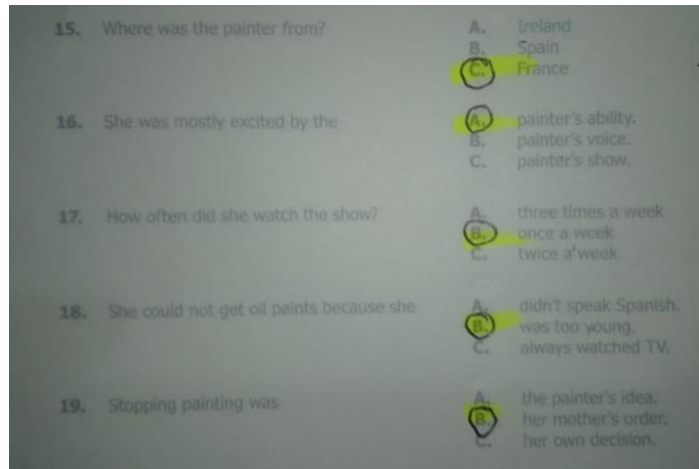 15. Where was the painter from? A. Ireland
B. Spain
C. France
16. She was mostly excited by the A. painter's ability.
B. painter's voice.
C. painter's show.
17. How often did she watch the show? A. three times a week
B. once a week
C. twice a week
18. She could not get oil paints because she A. didn't speak Spanish.
B. was too young.
C. always watched TV.
19. Stopping painting was A. the painter's idea.
B. her mother's order.
C. her own decision.